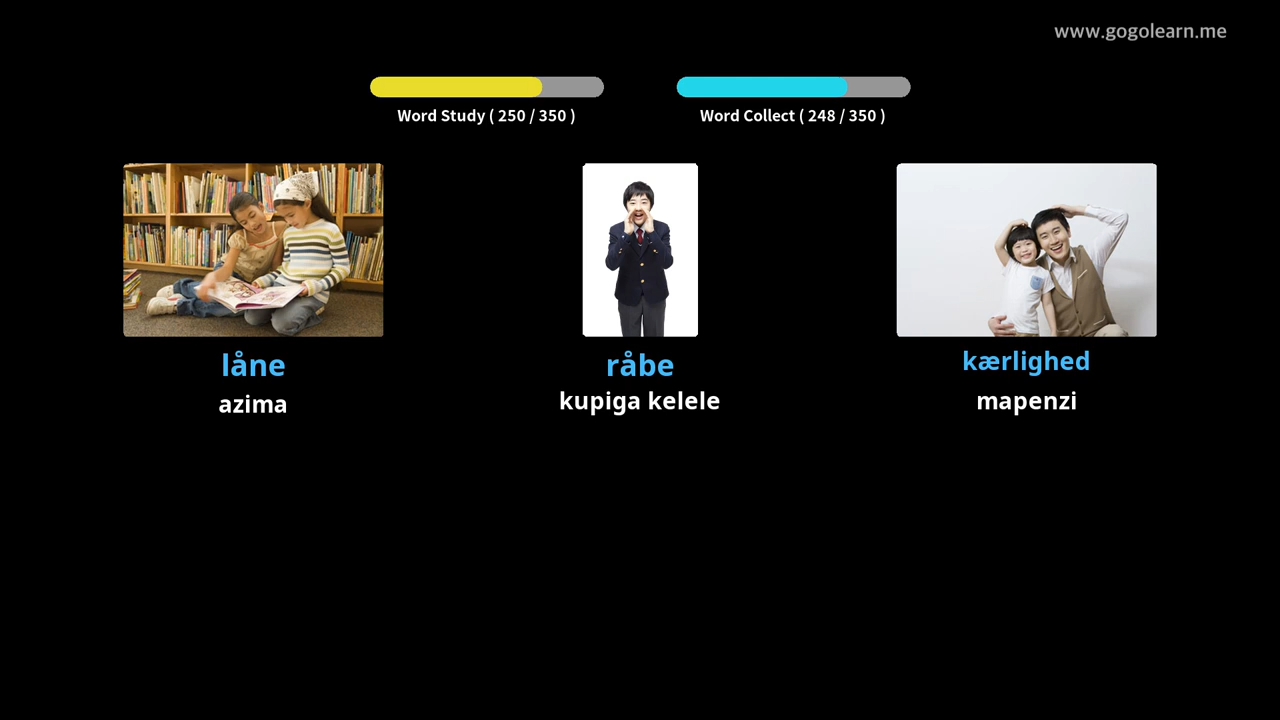 www.gogolearn.me
Word Study ( 250 / 350 )
Word Collect ( 248 / 350 )
låne
azima
råbe
kupiga kelele
kærlighed
mapenzi